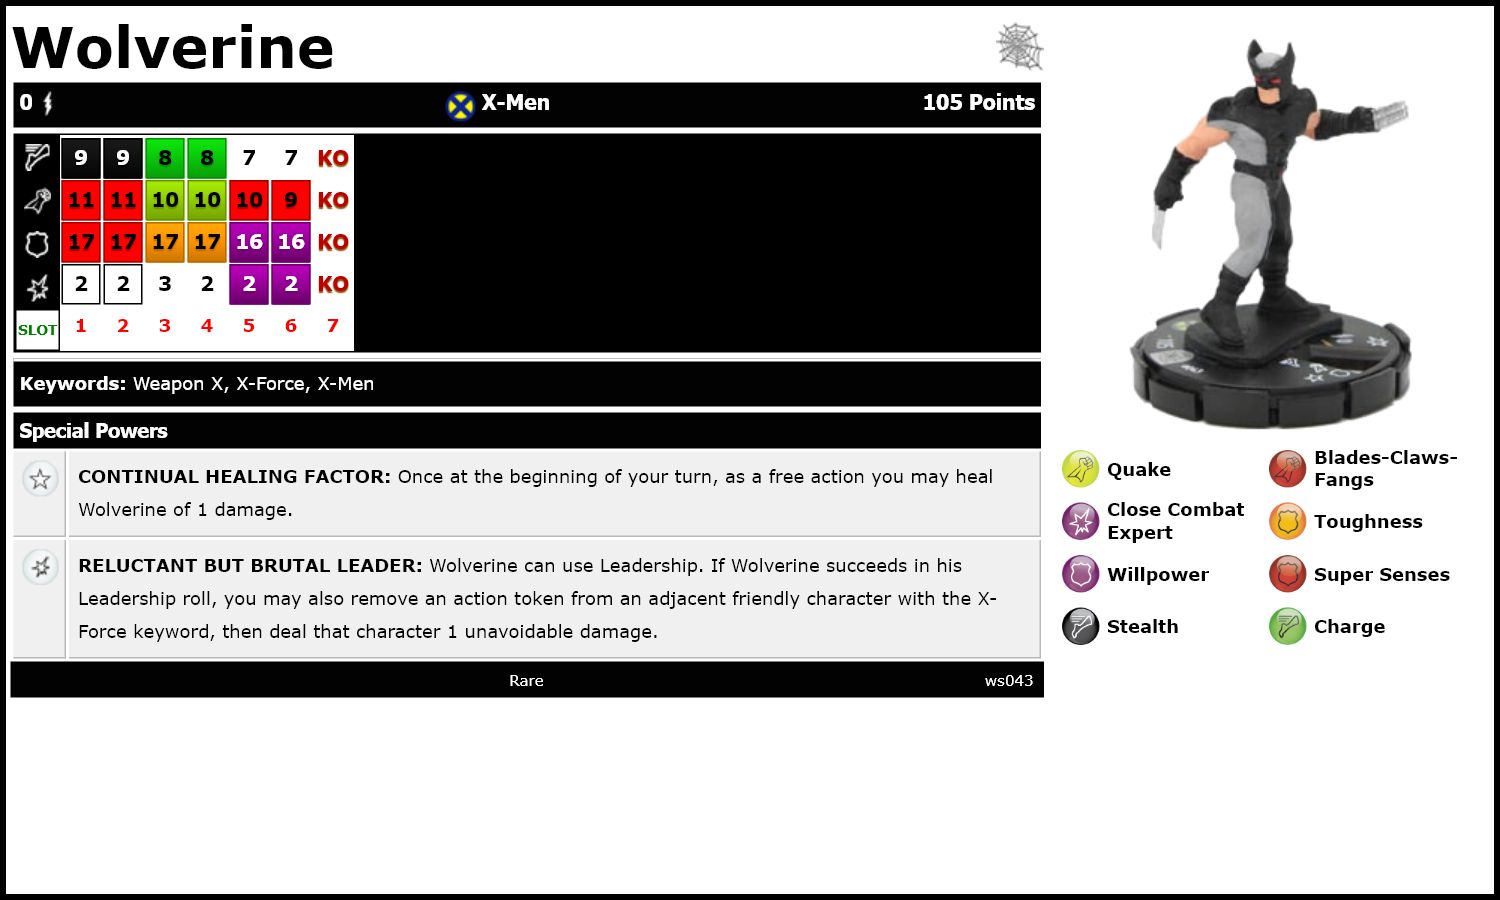 Wolverine
0 X-Men 105 Points
9 9 8 8 7 7 KO
11 11 10 10 10 9 KO
17 17 17 17 16 16 KO
2 2 3 2 2 2 KO
SLOT 1 2 3 4 5 6 7
Keywords: Weapon X, X-Force, X-Men
Special Powers
CONTINUAL HEALING FACTOR: Once at the beginning of your turn, as a free action you may heal
Wolverine of 1 damage.
RELUCTANT BUT BRUTAL LEADER: Wolverine can use Leadership. If Wolverine succeeds in his
Leadership roll, you may also remove an action token from an adjacent friendly character with the X-
Force keyword, then deal that character 1 unavoidable damage.
Rare ws043
Quake
Blades-Claws-
Fangs
Close Combat
Expert
Toughness
Willpower
Super Senses
Stealth
Charge